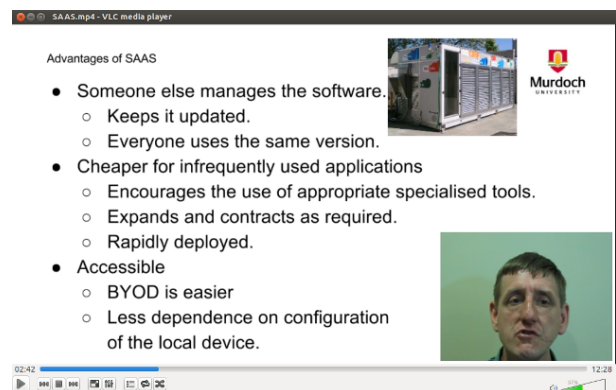 SAAS.mp4 - VLC media player
Advantages of SAAS
Murdoch
UNIVERSITY
● Someone else manages the software.
○ Keeps it updated.
○ Everyone uses the same version.
● Cheaper for infrequently used applications
○ Encourages the use of appropriate specialised tools.
○ Expands and contracts as required.
○ Rapidly deployed.
● Accessible
○ BYOD is easier
○ Less dependence on configuration
of the local device.
02:42
12:28